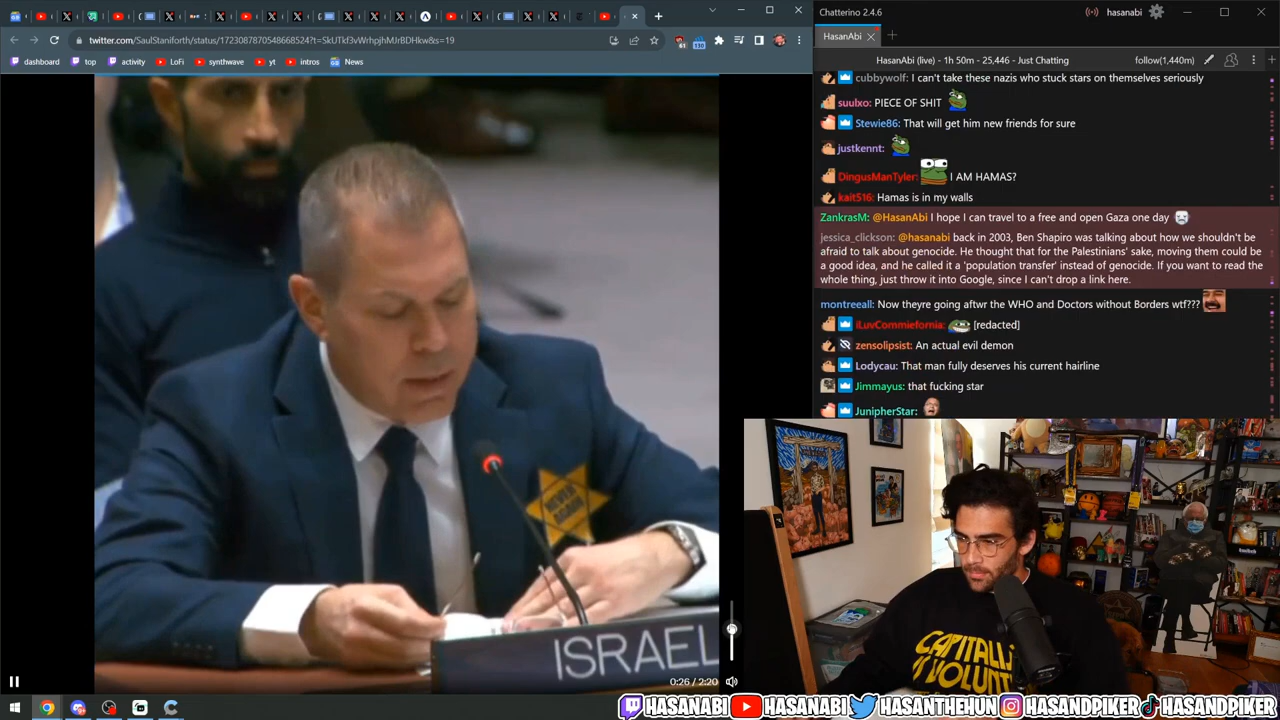 twitter.com/SaulStaniforth/status/1723087870548668524?t=SkUTkf3vWrhpjhMJrBDHkw&s=19
dashboard
top
activity
LoFi
synthwave
yt
intros
News
NEVER AGAIN
ISRAEL
0:26 / 2:20
Chatterino 2.4.6
hasanabi
HasanAbi
HasanAbi (live) - 1h 50m - 25,446 - Just Chatting
follow(1,440m)
cubbywolf: I can't take these nazis who stuck stars on themselves seriously
suulxo: PIECE OF SHIT
Stewie86: That will get him new friends for sure
justkennt:
DingusManTyler: I AM HAMAS?
kait516: Hamas is in my walls
ZankrasM: @HasanAbi I hope I can travel to a free and open Gaza one day
jessica_clickson: @hasanabi back in 2003, Ben Shapiro was talking about how we shouldn't be
afraid to talk about genocide. He thought that for the Palestinians' sake, moving them could be
a good idea, and he called it a 'population transfer' instead of genocide. If you want to read the
whole thing, just throw it into Google, since I can't drop a link here.
montreeall: Now theyre going aftwr the WHO and Doctors without Borders wtf???
iLuvCommiefornia: [redacted]
zensolipsist: An actual evil demon
Lodycau: That man fully deserves his current hairline
Jimmayus: that fucking star
JunipherStar:
HASANABI HASANABI HASANTHEHUN HASANDPIKER HASANDPIKER